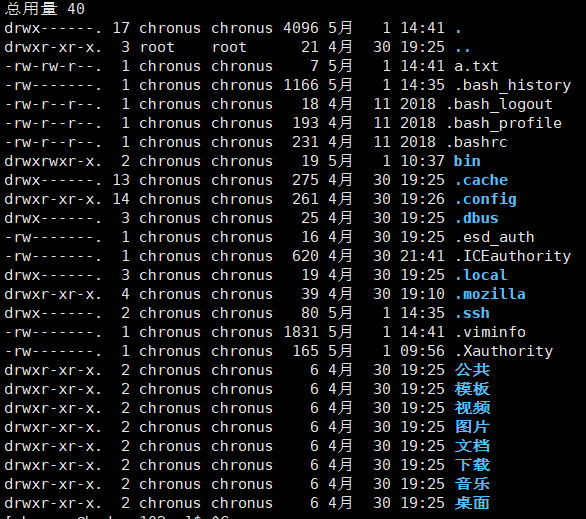 总用量 40
drwx------. 17 chronus chronus 4096 5月   1 14:41 .
drwxr-xr-x.  3 root    root      21 4月  30 19:25 ..
-rw-rw-r--.  1 chronus chronus    7 5月   1 14:41 a.txt
-rw-------.  1 chronus chronus 1166 5月   1 14:35 .bash_history
-rw-r--r--.  1 chronus chronus   18 4月  11 2018 .bash_logout
-rw-r--r--.  1 chronus chronus  193 4月  11 2018 .bash_profile
-rw-r--r--.  1 chronus chronus  231 4月  11 2018 .bashrc
drwxrwxr-x.  2 chronus chronus   19 5月   1 10:37 bin
drwx------. 13 chronus chronus  275 4月  30 19:25 .cache
drwxr-xr-x. 14 chronus chronus  261 4月  30 19:26 .config
drwx------.  3 chronus chronus   25 4月  30 19:25 .dbus
-rw-------.  1 chronus chronus   16 4月  30 19:25 .esd_auth
-rw-------.  1 chronus chronus  620 4月  30 21:41 .ICEauthority
drwx------.  3 chronus chronus   19 4月  30 19:25 .local
drwxr-xr-x.  4 chronus chronus   39 4月  30 19:10 .mozilla
drwx------.  2 chronus chronus   80 5月   1 14:35 .ssh
-rw-------.  1 chronus chronus 1831 5月   1 14:41 .viminfo
-rw-------.  1 chronus chronus  165 5月   1 09:56 .Xauthority
drwxr-xr-x.  2 chronus chronus    6 4月  30 19:25 公共
drwxr-xr-x.  2 chronus chronus    6 4月  30 19:25 模板
drwxr-xr-x.  2 chronus chronus    6 4月  30 19:25 视频
drwxr-xr-x.  2 chronus chronus    6 4月  30 19:25 图片
drwxr-xr-x.  2 chronus chronus    6 4月  30 19:25 文档
drwxr-xr-x.  2 chronus chronus    6 4月  30 19:25 下载
drwxr-xr-x.  2 chronus chronus    6 4月  30 19:25 音乐
drwxr-xr-x.  2 chronus chronus    6 4月  30 19:25 桌面